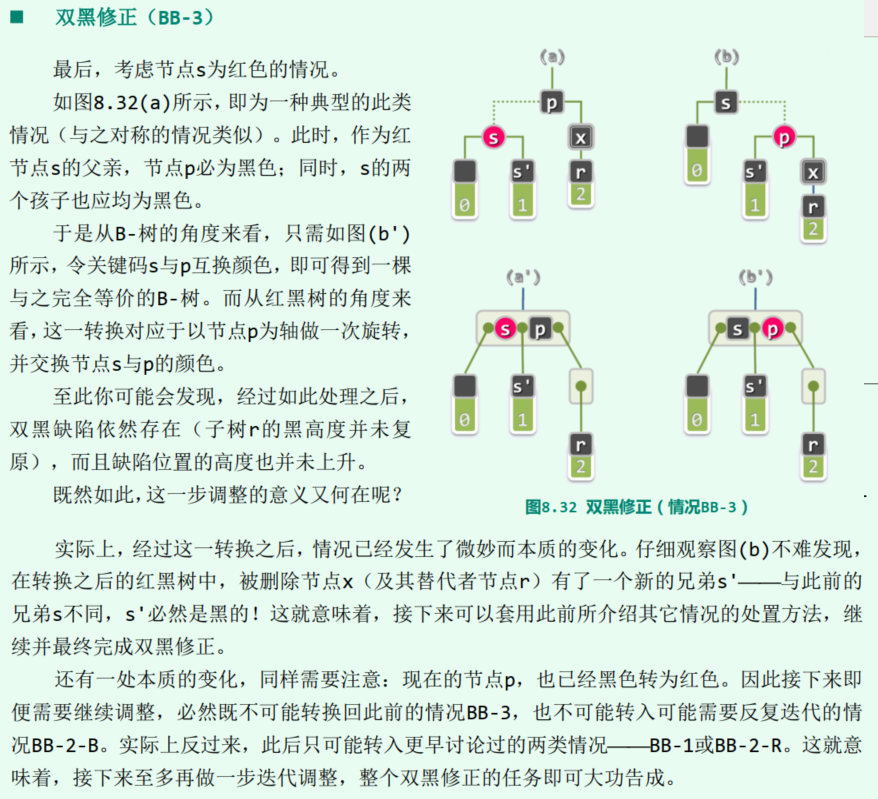 双黑修正（BB-3）
最后，考虑节点s为红色的情况。
如图8.32(a)所示，即为一种典型的此类
情况（与之对称的情况类似）。此时，作为红
节点s的父亲，节点p必为黑色；同时，s的两
个孩子也应均为黑色。
于是从B-树的角度来看，只需如图(b')
所示，令关键码s与p互换颜色，即可得到一棵
与之完全等价的B-树。而从红黑树的角度来
看，这一转换对应于以节点p为轴做一次旋转，
并交换节点s与p的颜色。
至此你可能会发现，经过如此处理之后，
双黑缺陷依然存在（子树r的黑高度并未复
原），而且缺陷位置的高度也并未上升。
既然如此，这一步调整的意义又何在呢？
(a) (b)
p s
s x p
s' r 0 s' x
0 1 2 1 r
2
(a') (b')
s p s p
s' s'
0 1 0 1
r r
2 2
图8.32 双黑修正（情况BB-3）
实际上，经过这一转换之后，情况已经发生了微妙而本质的变化。仔细观察图(b)不难发现，
在转换之后的红黑树中，被删除节点x（及其替代者节点r）有了一个新的兄弟s'——与此前的
兄弟s不同，s'必然是黑的！这就意味着，接下来可以套用此前所介绍其它情况的处置方法，继
续并最终完成双黑修正。
还有一处本质的变化，同样需要注意：现在的节点p，也已经黑色转为红色。因此接下来即
便需要继续调整，必然既不可能转换回此前的情况BB-3，也不可能转入可能需要反复迭代的情
况BB-2-B。实际上反过来，此后只可能转入更早讨论过的两类情况——BB-1或BB-2-R。这就意
味着，接下来至多再做一步迭代调整，整个双黑修正的任务即可大功告成。